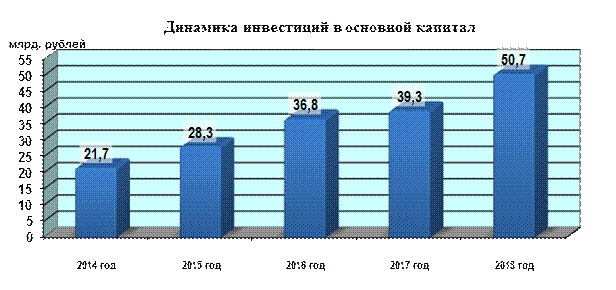 Динамика инвестиций в основной капитал
млрд. рублей
55
50
45
40
35
30
25
20
15
10
5
0
21,7
28,3
36,8
39,3
50,7
2014 год
2015 год
2016 год
2017 год
2018 год